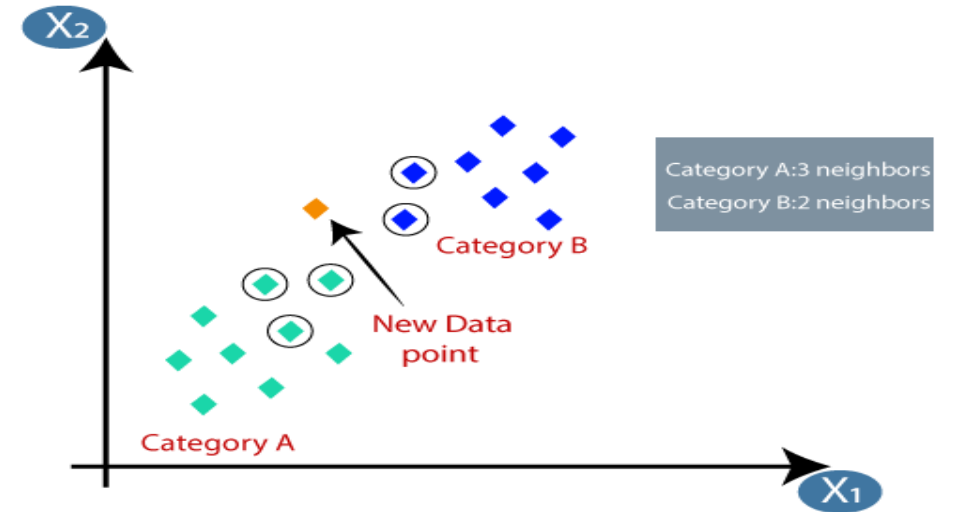 X₂
Category A:3 neighbors
Category B:2 neighbors
Category B
New Data
point
Category A
X₁